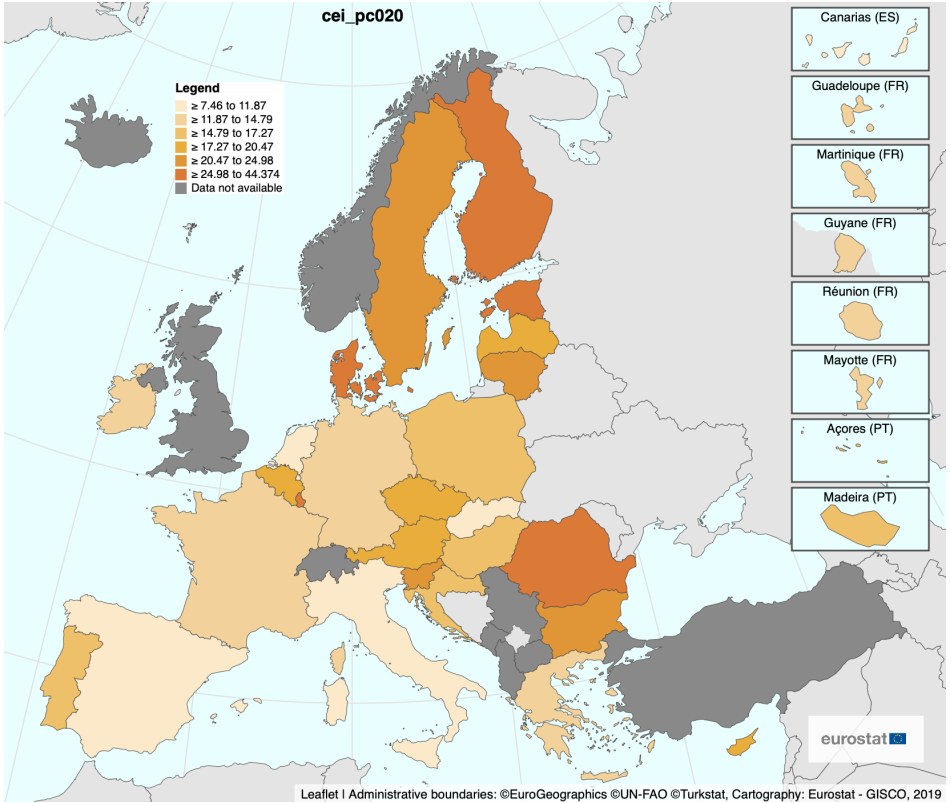 cei_pc020
Legend
≥ 7.46 to 11.87
≥ 11.87 to 14.79
≥ 14.79 to 17.27
≥ 17.27 to 20.47
≥ 20.47 to 24.98
≥ 24.98 to 44.374
Data not available
Canarias (ES)
Guadeloupe (FR)
Martinique (FR)
Guyane (FR)
Réunion (FR)
Mayotte (FR)
Açores (PT)
Madeira (PT)
eurostat
Leaflet | Administrative boundaries: ©EuroGeographics ©UN-FAO ©Turkstat, Cartography: Eurostat - GISCO, 2019